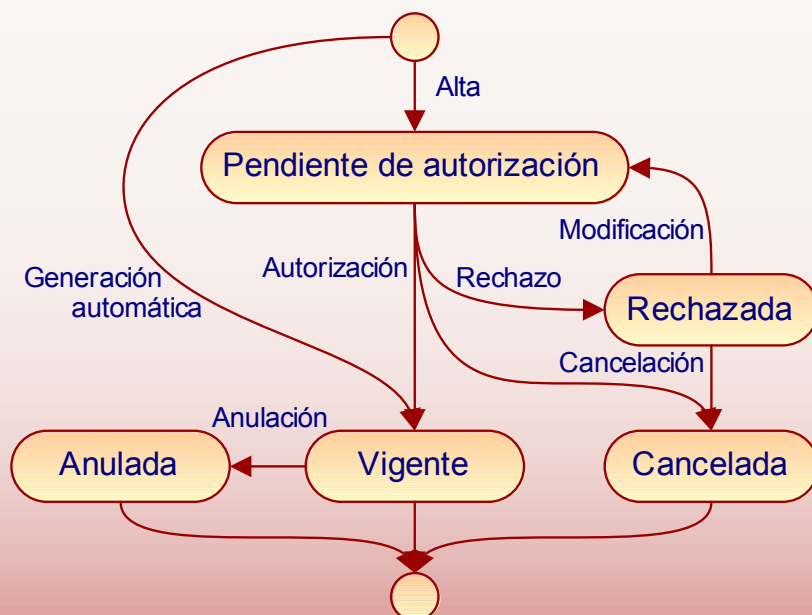 Alta
Pendiente de autorización
Modificación
Generación
automática
Autorización
Rechazo
Rechazada
Cancelación
Anulación
Anulada
Vigente
Cancelada